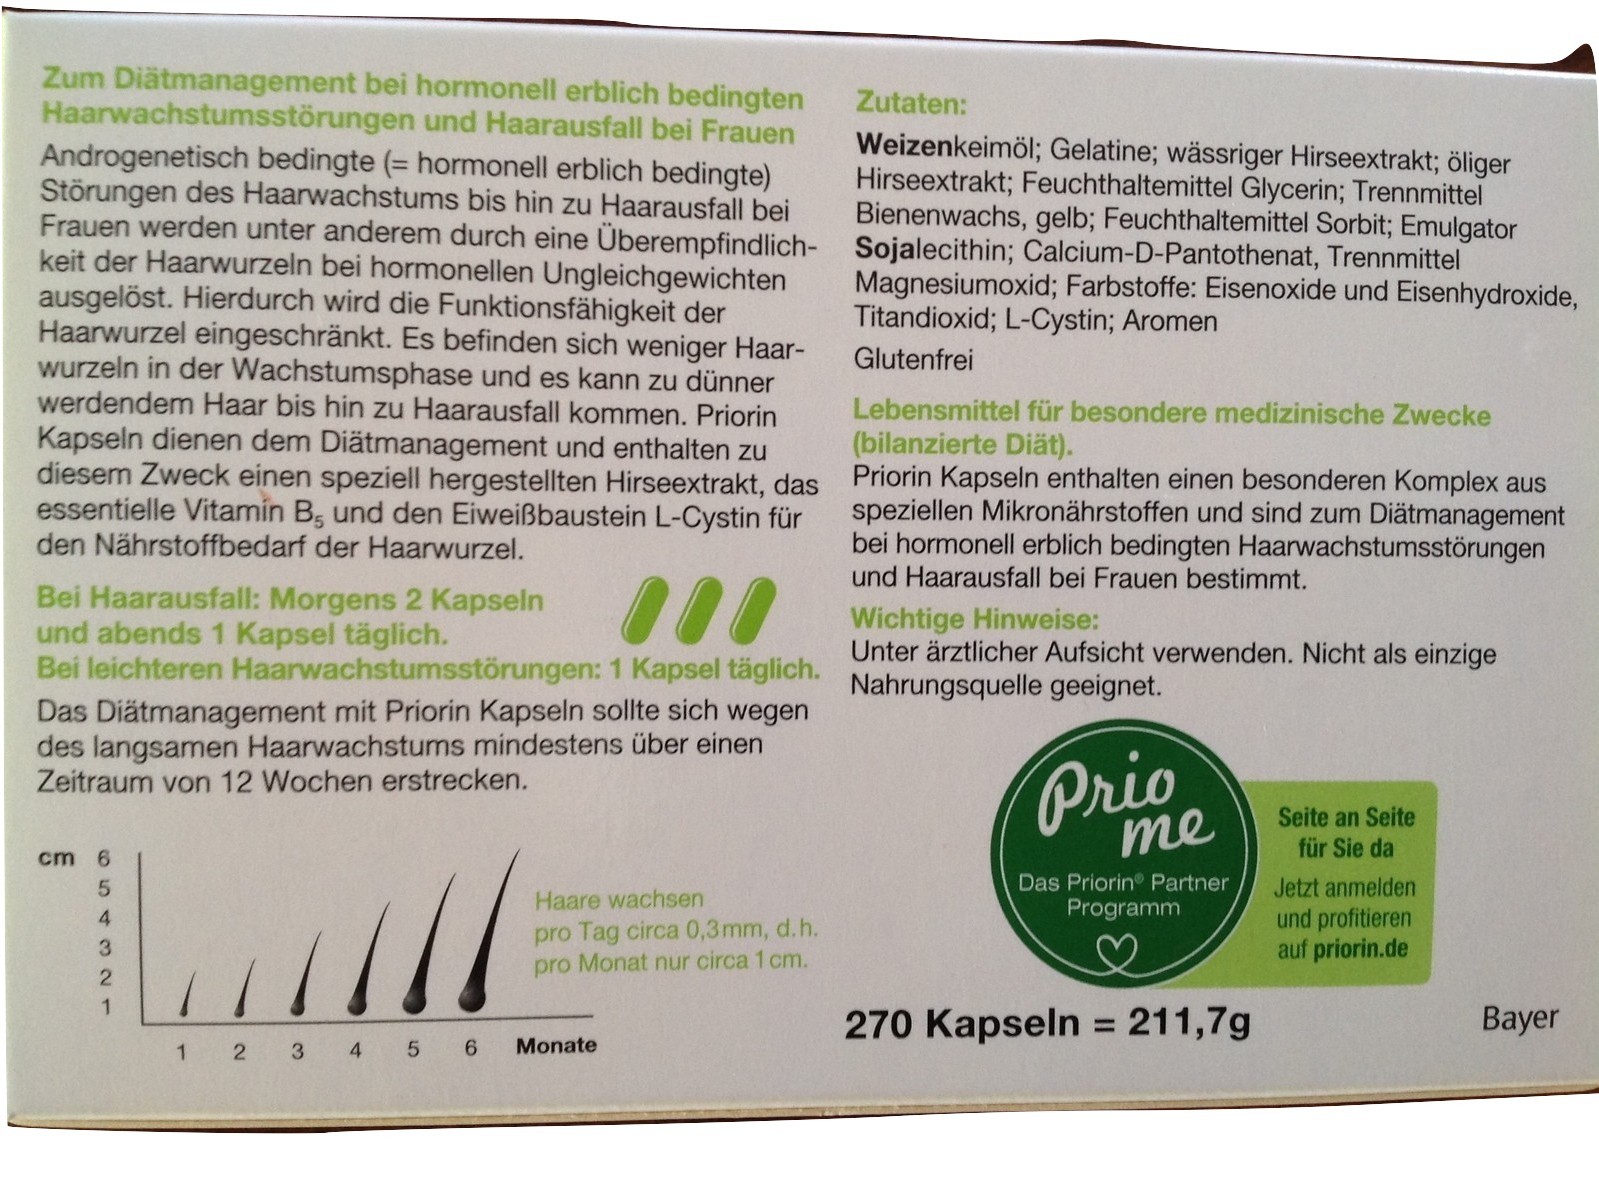 Zum Diätmanagement bei hormonell erblich bedingten
Haarwachstumsstörungen und Haarausfall bei Frauen
Androgenetisch bedingte (= hormonell erblich bedingte)
Störungen des Haarwachstums bis hin zu Haarausfall bei
Frauen werden unter anderem durch eine Überempfindlich-
keit der Haarwurzeln bei hormonellen Ungleichgewichten
ausgelöst. Hierdurch wird die Funktionsfähigkeit der
Haarwurzel eingeschränkt. Es befinden sich weniger Haar-
wurzeln in der Wachstumsphase und es kann zu dünner
werdendem Haar bis hin zu Haarausfall kommen. Priorin
Kapseln dienen dem Diätmanagement und enthalten zu
diesem Zweck einen speziell hergestellten Hirseextrakt, das
essentielle Vitamin B₅ und den Eiweißbaustein L-Cystin für
den Nährstoffbedarf der Haarwurzel.
Bei Haarausfall: Morgens 2 Kapseln
und abends 1 Kapsel täglich.
Bei leichteren Haarwachstumsstörungen: 1 Kapsel täglich.
Das Diätmanagement mit Priorin Kapseln sollte sich wegen
des langsamen Haarwachstums mindestens über einen
Zeitraum von 12 Wochen erstrecken.
cm 6
5
4
3
2
1
Haare wachsen
pro Tag circa 0,3mm, d.h.
pro Monat nur circa 1cm.
1 2 3 4 5 6 Monate
Zutaten:
Weizenkeimöl; Gelatine; wässriger Hirseextrakt; öliger
Hirseextrakt; Feuchthaltemittel Glycerin; Trennmittel
Bienenwachs, gelb; Feuchthaltemittel Sorbit; Emulgator
Sojalecithin; Calcium-D-Pantothenat, Trennmittel
Magnesiumoxid; Farbstoffe: Eisenoxide und Eisenhydroxide,
Titandioxid; L-Cystin; Aromen
Glutenfrei
Lebensmittel für besondere medizinische Zwecke
(bilanzierte Diät).
Priorin Kapseln enthalten einen besonderen Komplex aus
speziellen Mikronährstoffen und sind zum Diätmanagement
bei hormonell erblich bedingten Haarwachstumsstörungen
und Haarausfall bei Frauen bestimmt.
Wichtige Hinweise:
Unter ärztlicher Aufsicht verwenden. Nicht als einzige
Nahrungsquelle geeignet.
Prio
me
Das Priorin® Partner
Programm
Seite an Seite
für Sie da
Jetzt anmelden
und profitieren
auf priorin.de
270 Kapseln = 211,7g
Bayer